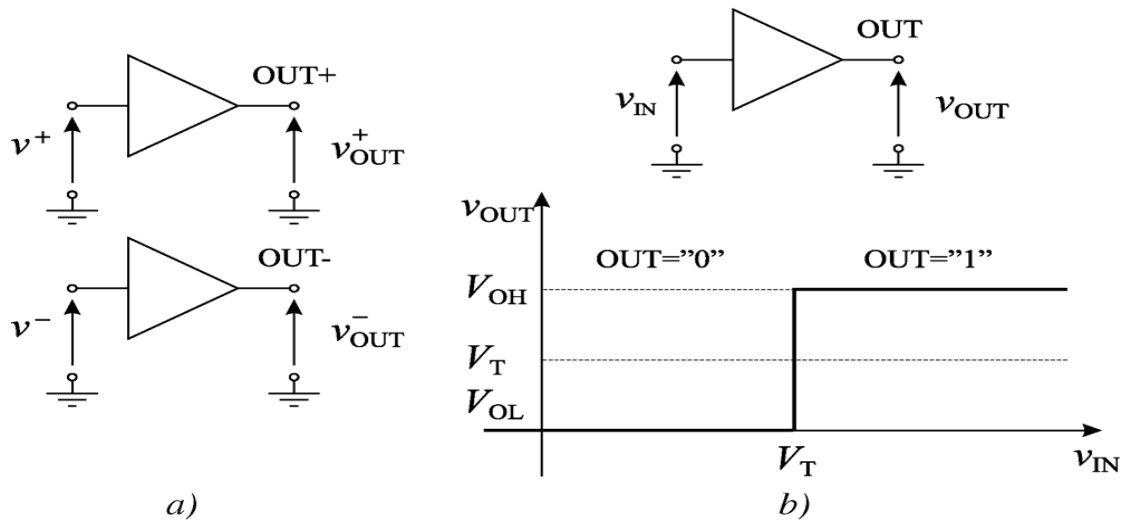 OUT+
v+
v+OUT
OUT-
v−
v−OUT
a)
OUT
vIN
vOUT
vOUT
OUT="0" OUT="1"
VOH
VT
VOL
VT
vIN
b)